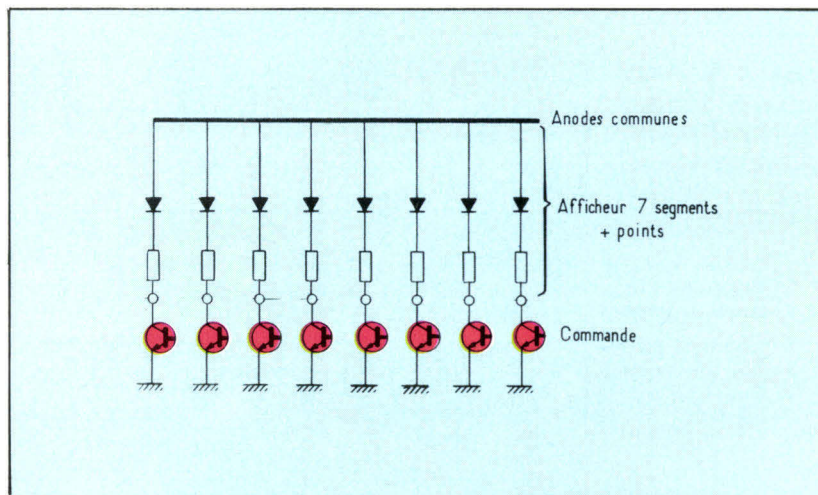 Anodes communes
Afficheur 7 segments
+ points
Commande